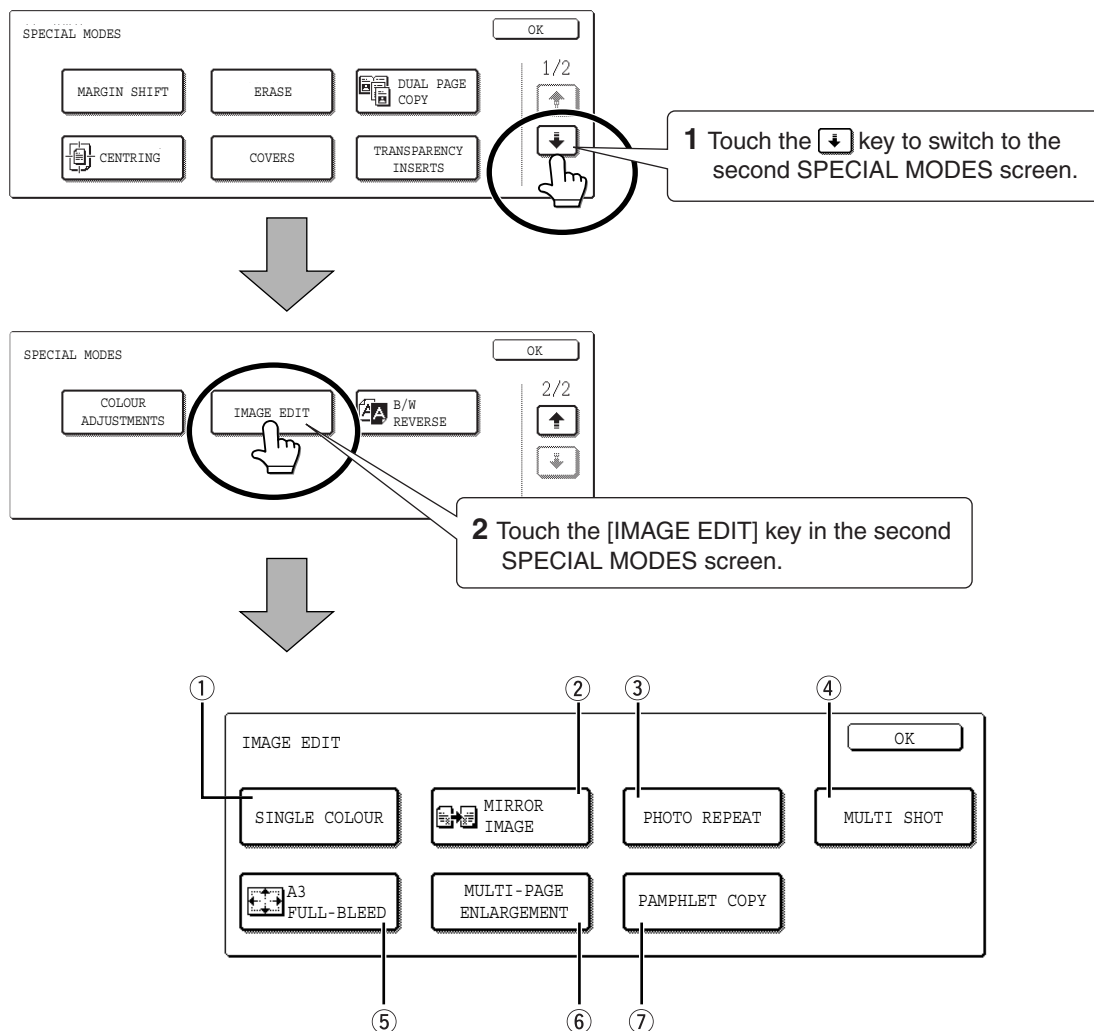 SPECIAL MODES
OK
1/2
MARGIN SHIFT
ERASE
DUAL PAGE
COPY
CENTRING
COVERS
TRANSPARENCY
INSERTS
1 Touch the key to switch to the
second SPECIAL MODES screen.
SPECIAL MODES
OK
2/2
COLOUR
ADJUSTMENTS
IMAGE EDIT
B/W
REVERSE
2 Touch the [IMAGE EDIT] key in the second
SPECIAL MODES screen.
① ② ③ ④
IMAGE EDIT
OK
SINGLE COLOUR
MIRROR
IMAGE
PHOTO REPEAT
MULTI SHOT
A3
FULL-BLEED
MULTI-PAGE
ENLARGEMENT
PAMPHLET COPY
⑤ ⑥ ⑦